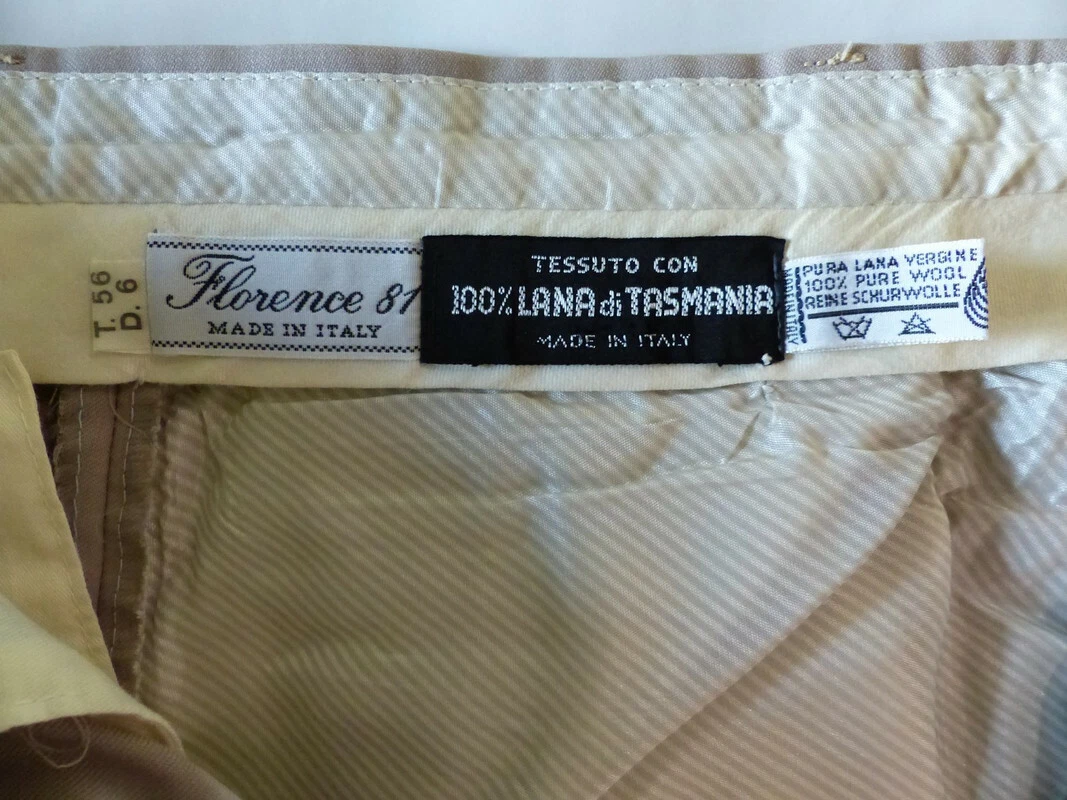 T. 56
D. 6
Florence 81
MADE IN ITALY
TESSUTO CON
100% LANA di TASMANIA
MADE IN ITALY
PURA LANA VERGINE
100% PURE WOOL
REINE SCHURWOLLE